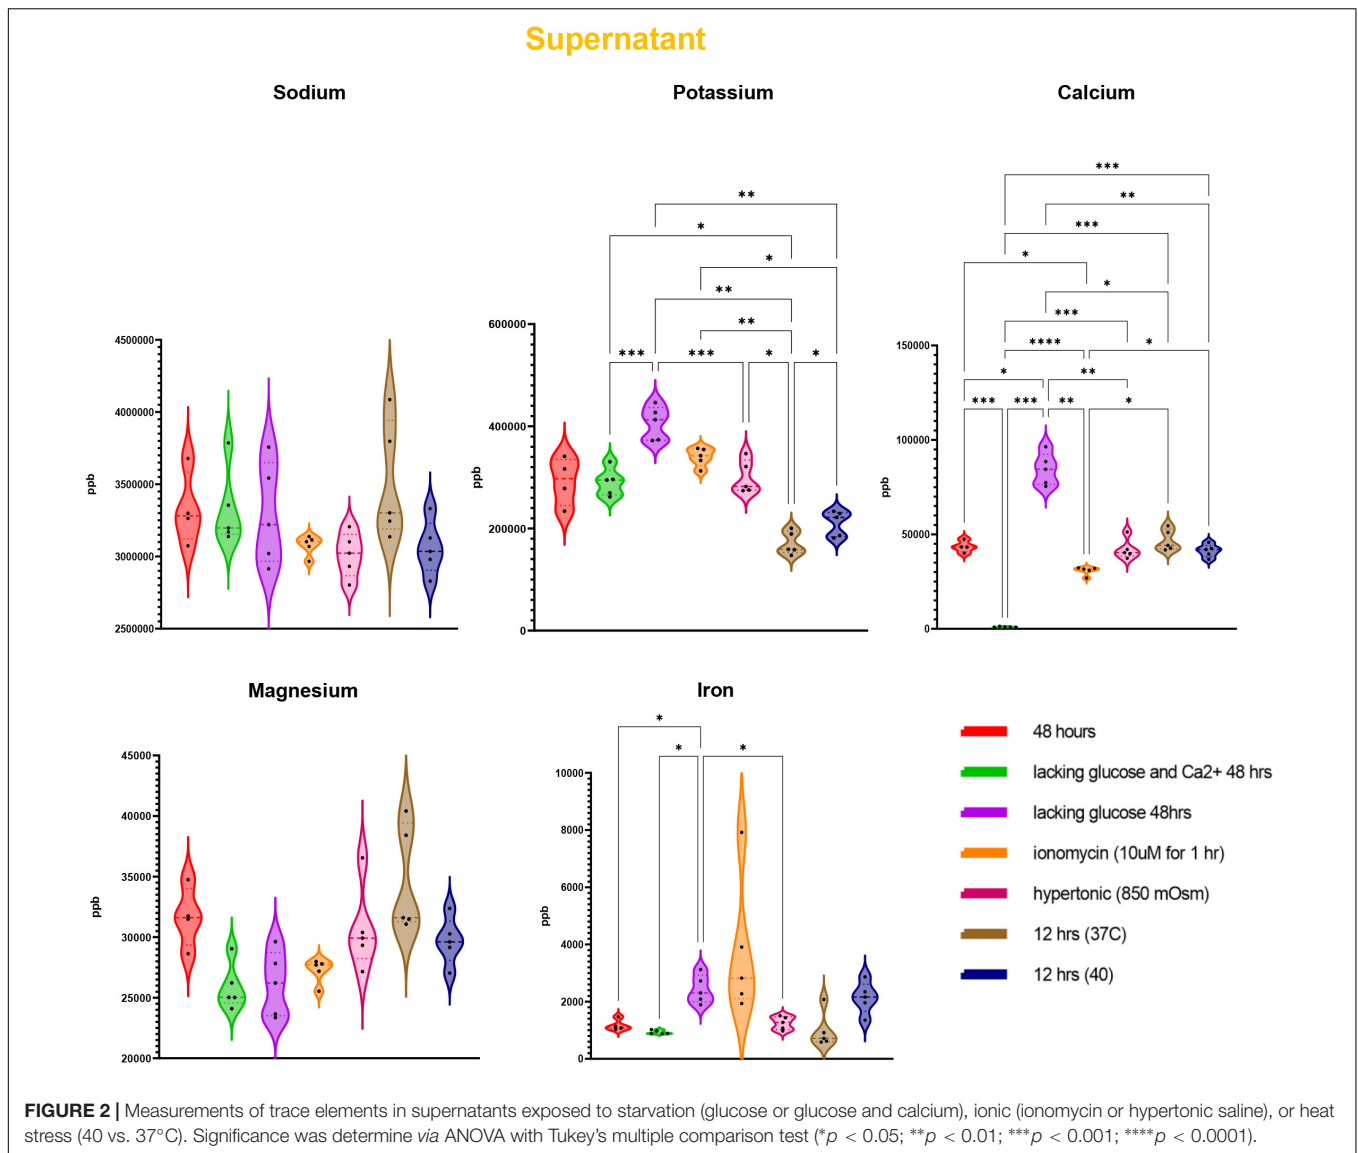 Supernatant
Sodium
Potassium
Calcium
ppb
4500000
4000000
3500000
3000000
2500000
ppb
600000
400000
200000
0
**
*
*
**
**
***
***
*
*
ppb
150000
100000
50000
0
***
**
***
*
*
***
****
*
*
**
***
***
**
*
Magnesium
Iron
ppb
45000
40000
35000
30000
25000
20000
ppb
10000
8000
6000
4000
2000
0
*
*
*
48 hours
lacking glucose and Ca2+ 48 hrs
lacking glucose 48hrs
ionomycin (10uM for 1 hr)
hypertonic (850 mOsm)
12 hrs (37C)
12 hrs (40)
FIGURE 2 | Measurements of trace elements in supernatants exposed to starvation (glucose or glucose and calcium), ionic (ionomycin or hypertonic saline), or heat
stress (40 vs. 37°C). Significance was determine via ANOVA with Tukey's multiple comparison test (*p < 0.05; **p < 0.01; ***p < 0.001; ****p < 0.0001).